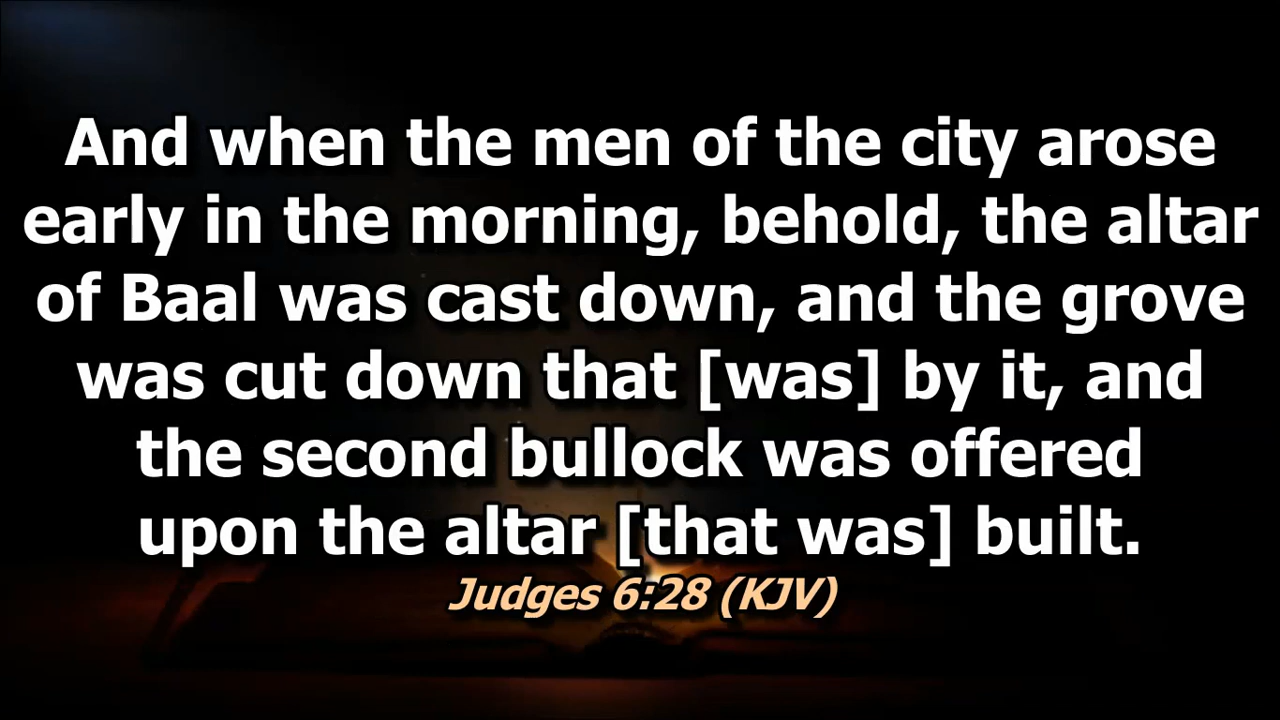 And when the men of the city arose
early in the morning, behold, the altar
of Baal was cast down, and the grove
was cut down that [was] by it, and
the second bullock was offered
upon the altar [that was] built.
Judges 6:28 (KJV)